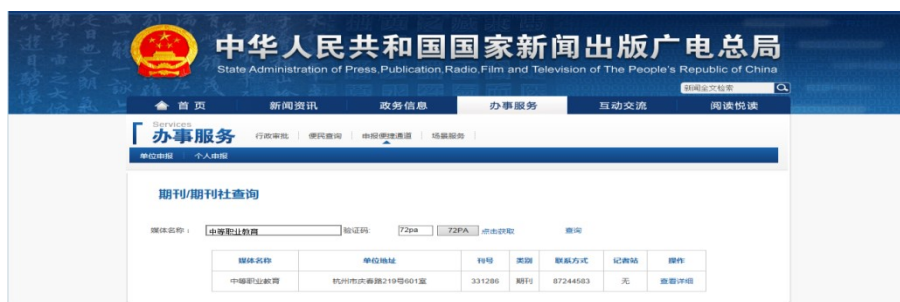 中华人民共和国国家新闻出版广电总局
State Administration of Press.Publication,Radio.Film and Television of The People's Republic of China
新闻全文检索
首 页 新闻资讯 政务信息 办事服务 互动交流 阅读悦读
Services
办事服务 行政审批 便民查询 申报便捷通道 场景服务
单位申报 个人申报
期刊/期刊社查询
媒体名称： 中等职业教育 验证码: 72pa 72PA 点击获取 查询
媒体名称 单位地址 刊号 类别 联系方式 记者站 操作
中等职业教育 杭州市庆春路219号601室 331286 期刊 87244583 无 查看详细